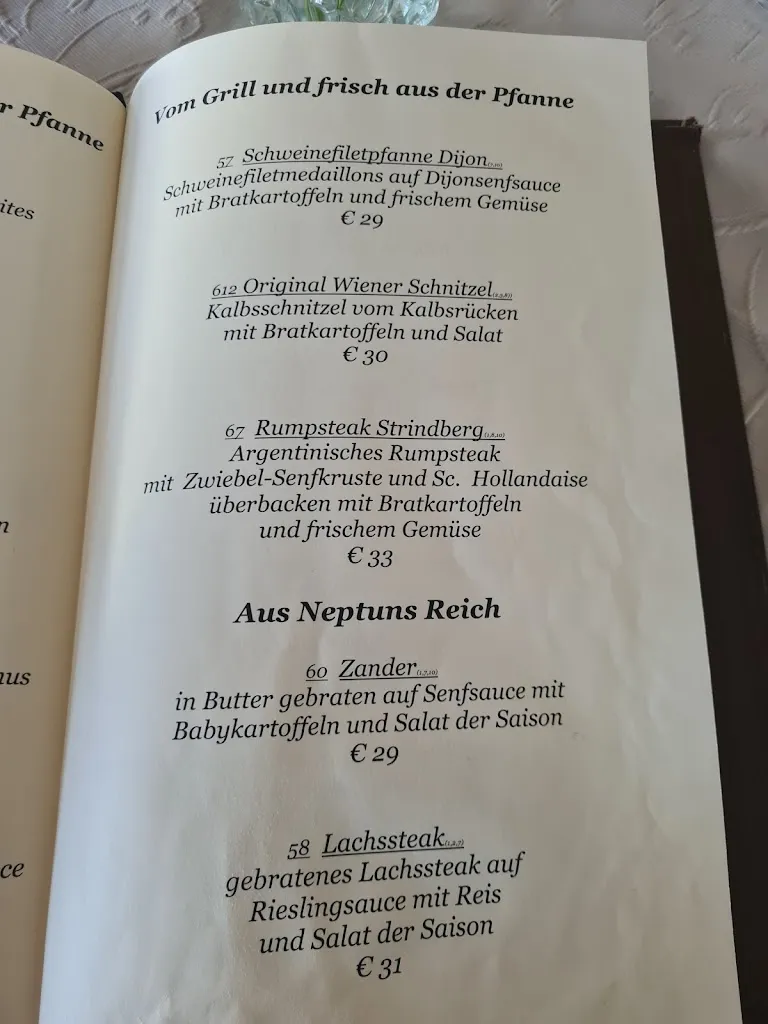 r Pfanne
ites
n
nus
ce
Vom Grill und frisch aus der Pfanne
57 Schweinefiletpfanne Dijon
Schweinefiletmedaillons auf Dijonsenfsauce
mit Bratkartoffeln und frischem Gemüse
€ 29
612 Original Wiener Schnitzel
Kalbsschnitzel vom Kalbsrücken
mit Bratkartoffeln und Salat
€ 30
67 Rumpsteak Strindberg
Argentinisches Rumpsteak
mit Zwiebel-Senfkruste und Sc. Hollandaise
überbacken mit Bratkartoffeln
und frischem Gemüse
€ 33
Aus Neptuns Reich
60 Zander
in Butter gebraten auf Senfsauce mit
Babykartoffeln und Salat der Saison
€ 29
58 Lachssteak
gebratenes Lachssteak auf
Rieslingsauce mit Reis
und Salat der Saison
€ 31